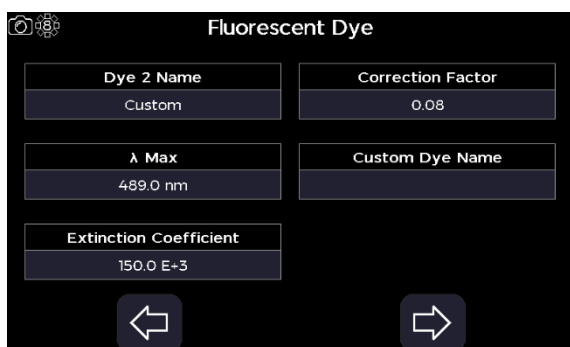 8
Fluorescent Dye
Dye 2 Name
Custom
Correction Factor
0.08
λ Max
489.0 nm
Custom Dye Name
Extinction Coefficient
150.0 E+3